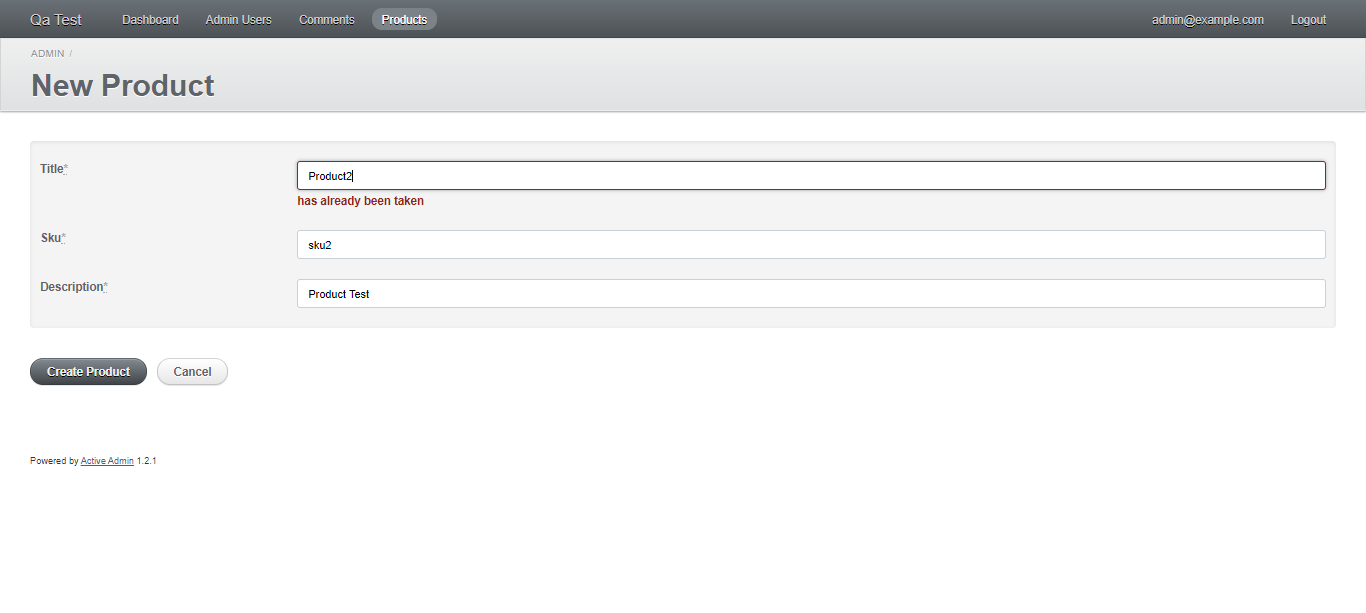 Qa Test Dashboard Admin Users Comments Products admin@example.com Logout
ADMIN /
New Product
Title* Product2
has already been taken
Sku* sku2
Description* Product Test
Create Product Cancel
Powered by Active Admin 1.2.1